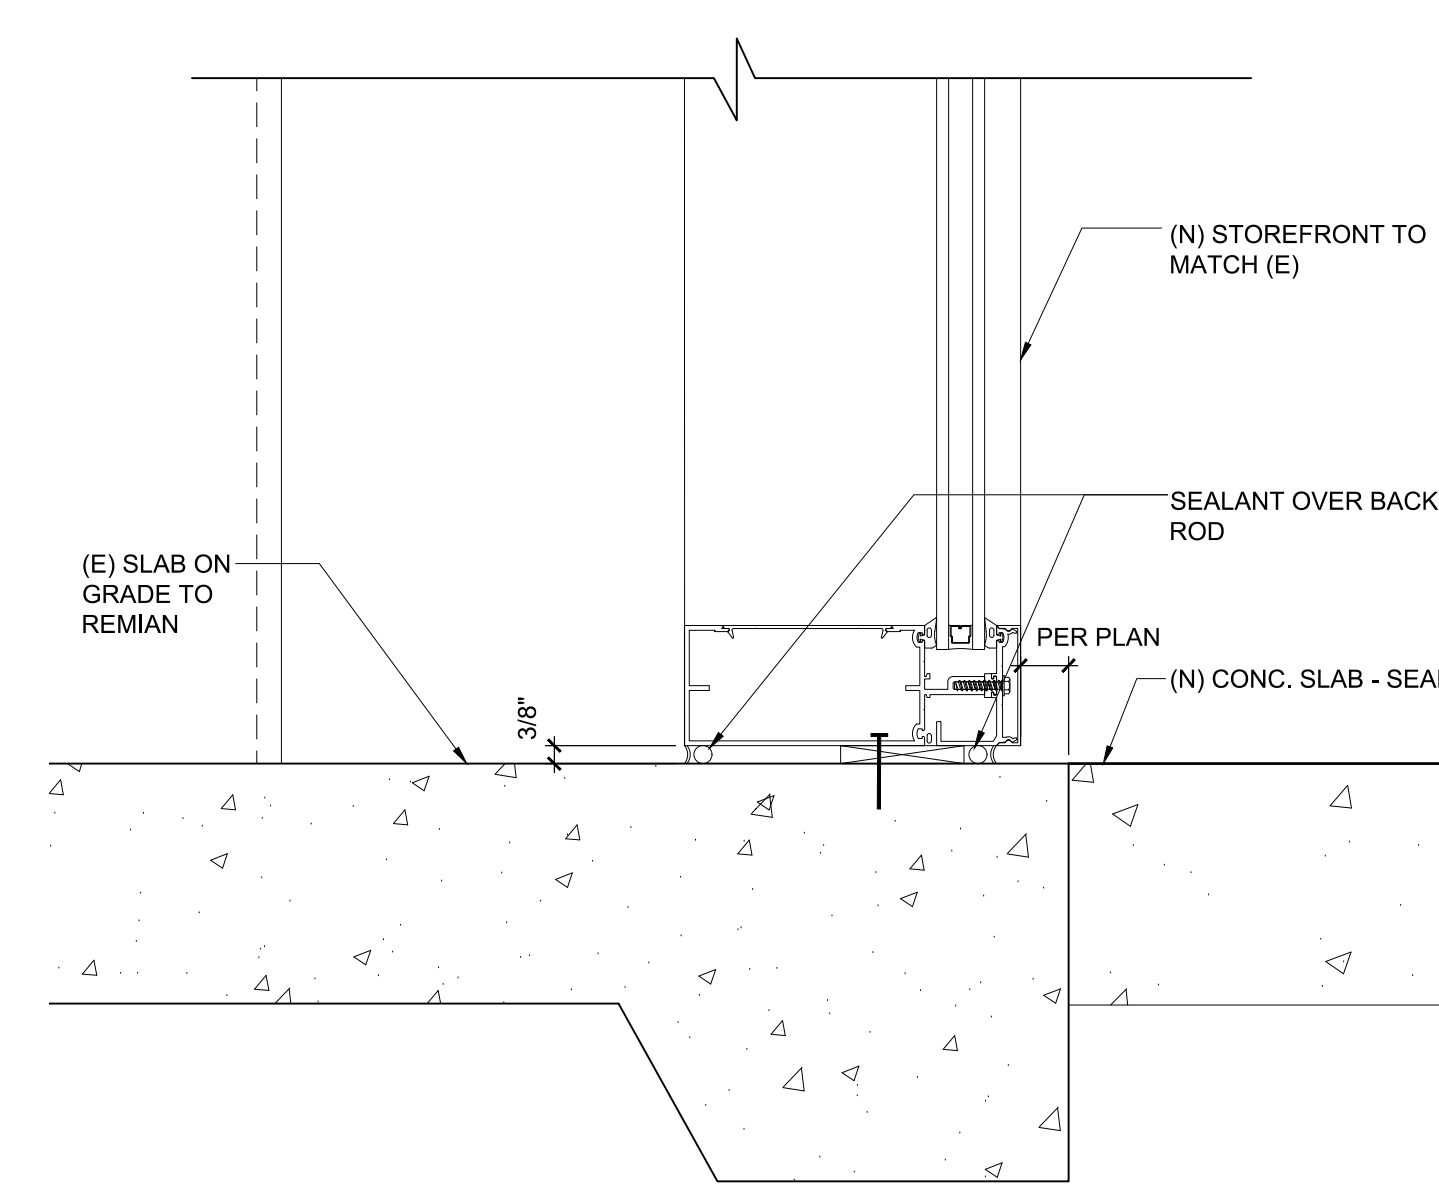 (N) STOREFRONT TO
MATCH (E)
SEALANT OVER BACK
ROD
(E) SLAB ON
GRADE TO
REMIAN
PER PLAN
(N) CONC. SLAB - SEA
3/8"